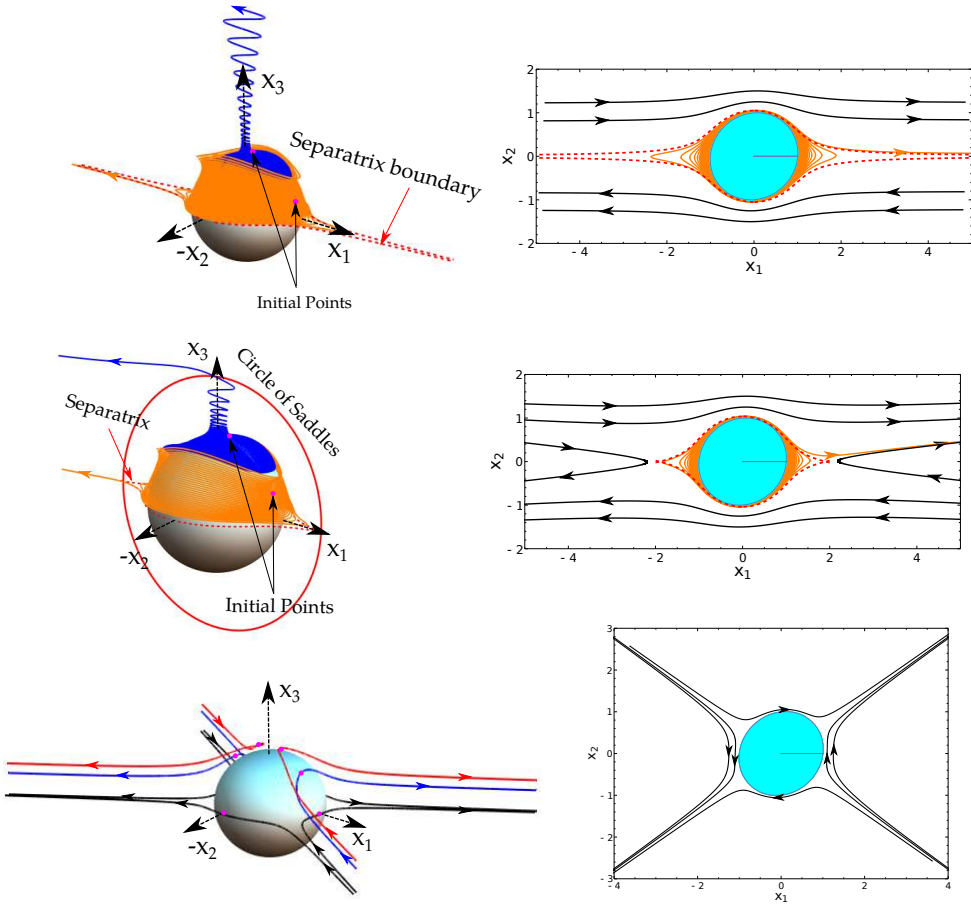 x3
Separatrix boundary
-x2
x1
Initial Points
2
1
0
- 1
- 2
x2
- 4
- 2
0
2
4
x1
x3
Circle of Saddles
Separatrix
-x2
x1
Initial Points
2
1
0
- 1
- 2
x2
- 4
- 2
0
2
4
x1
x3
-x2
x1
3
2
1
0
- 1
- 2
- 3
x2
- 4
- 2
0
2
4
x1